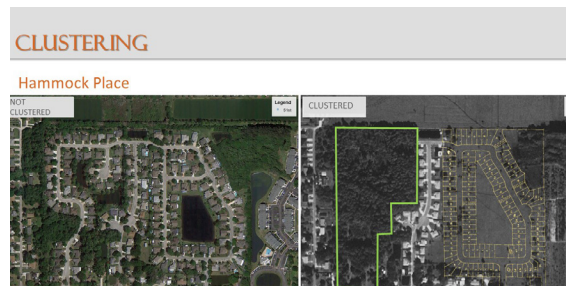 CLUSTERING
Hammock Place
NOT
CLUSTERED
Legend
CLUSTERED